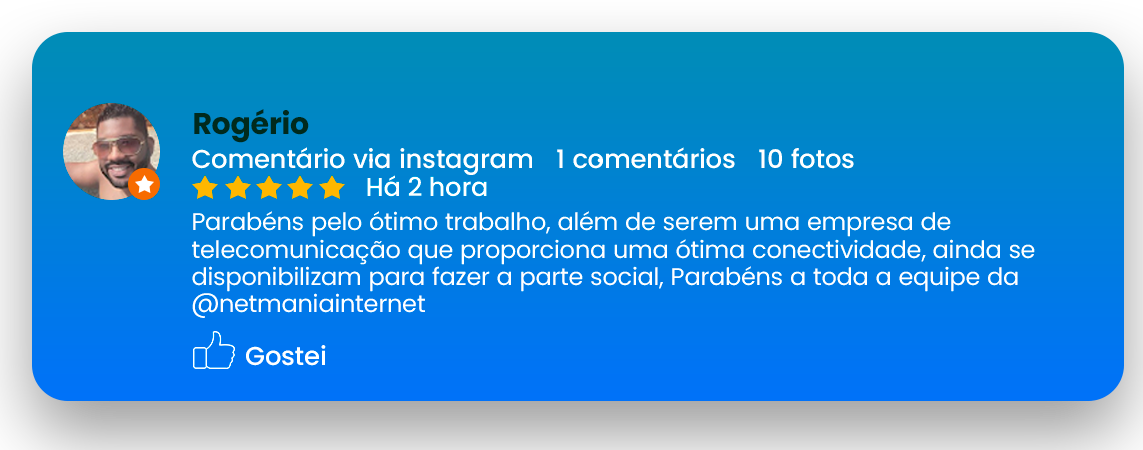 Rogério
Comentário via instagram 1 comentários 10 fotos
Há 2 hora
Parabéns pelo ótimo trabalho, além de serem uma empresa de
telecomunicação que proporciona uma ótima conectividade, ainda se
disponibilizam para fazer a parte social, Parabéns a toda a equipe da
@netmaniainternet
Gostei